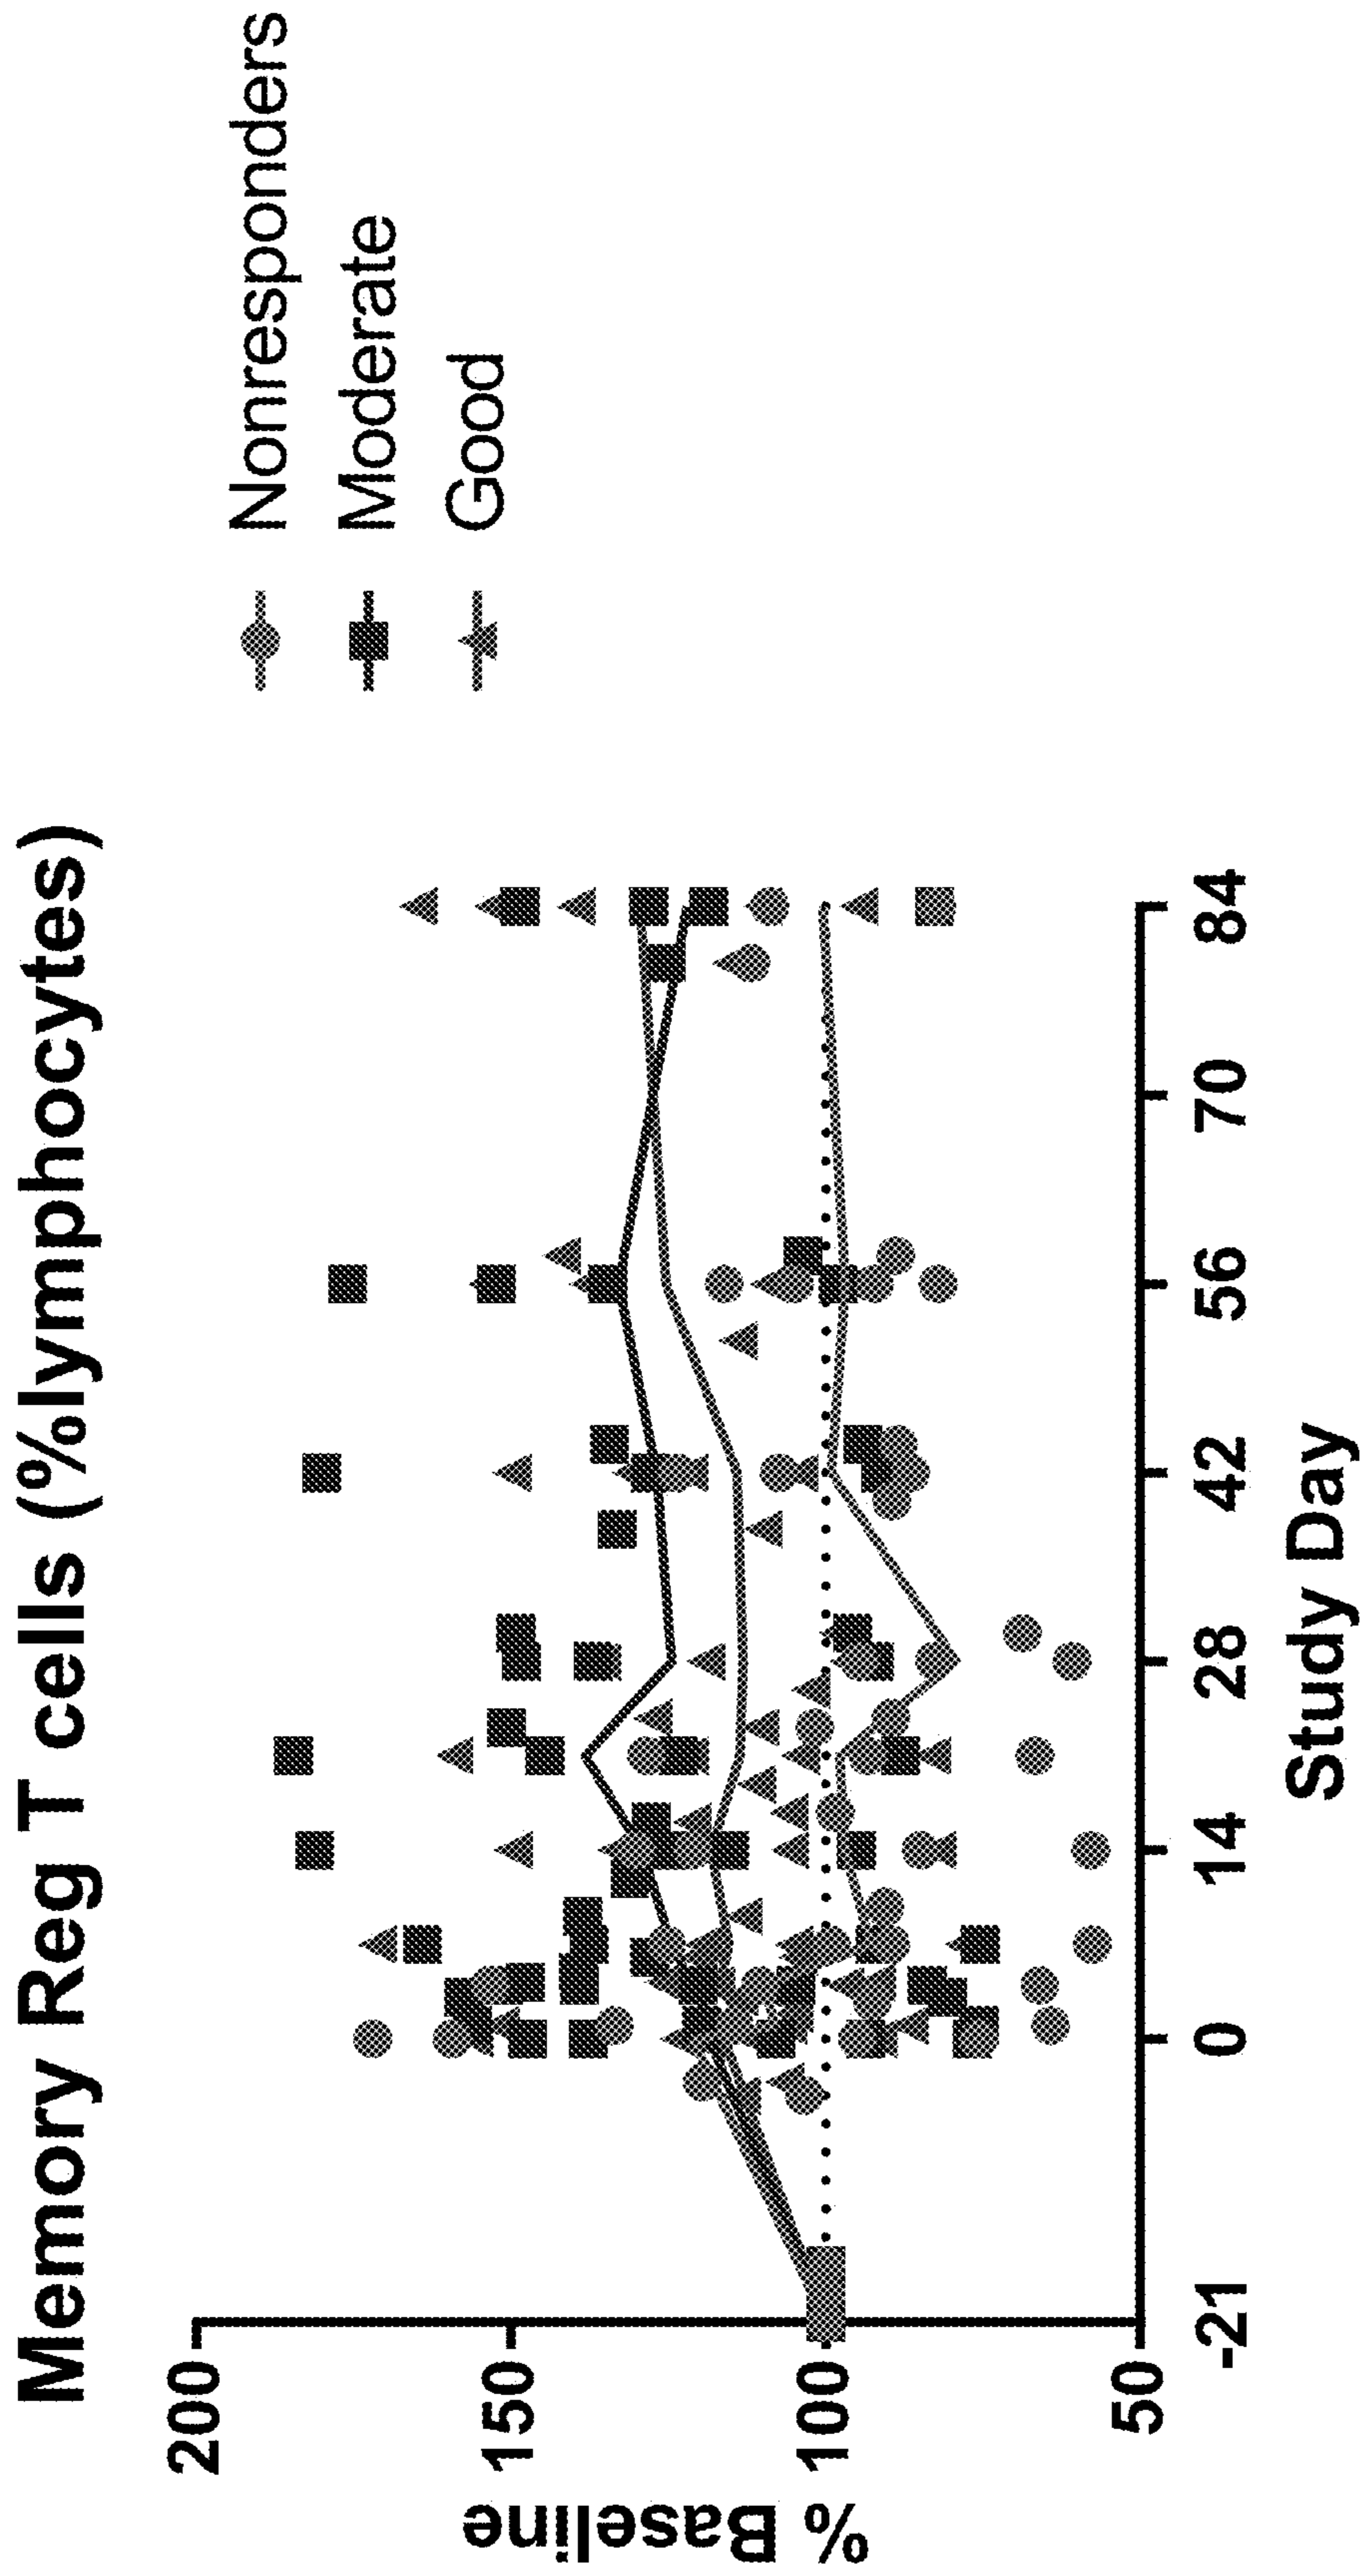 Memory Reg T cells (%lymphocytes)
Nonresponders
Moderate
Good
% Baseline
200
150
100
50
-21
0
14
28
42
56
70
84
Study Day